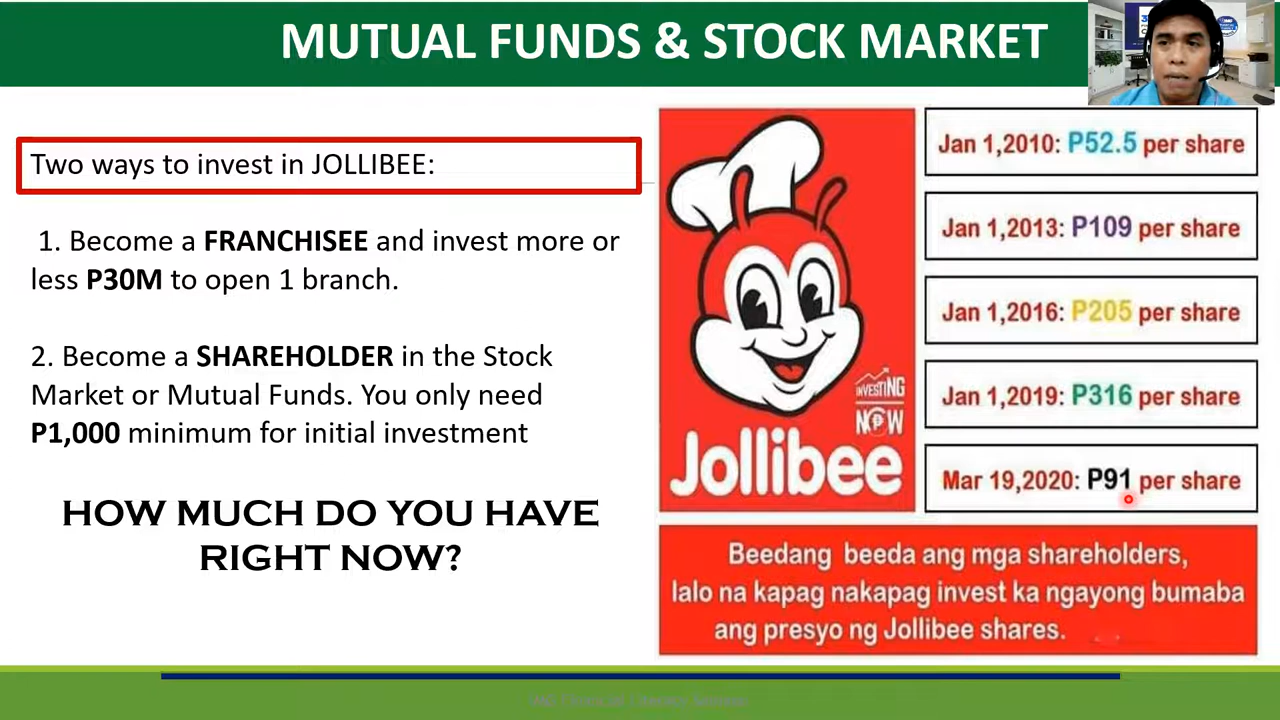 MUTUAL FUNDS & STOCK MARKET
Two ways to invest in JOLLIBEE:
1. Become a FRANCHISEE and invest more or
less P30M to open 1 branch.
2. Become a SHAREHOLDER in the Stock
Market or Mutual Funds. You only need
P1,000 minimum for initial investment
HOW MUCH DO YOU HAVE
RIGHT NOW?
INVESTING
NOW
Jollibee
Jan 1,2010: P52.5 per share
Jan 1,2013: P109 per share
Jan 1,2016: P205 per share
Jan 1,2019: P316 per share
Mar 19,2020: P91 per share
Beedang beeda ang mga shareholders,
lalo na kapag nakapag invest ka ngayong bumaba
ang presyo ng Jollibee shares.